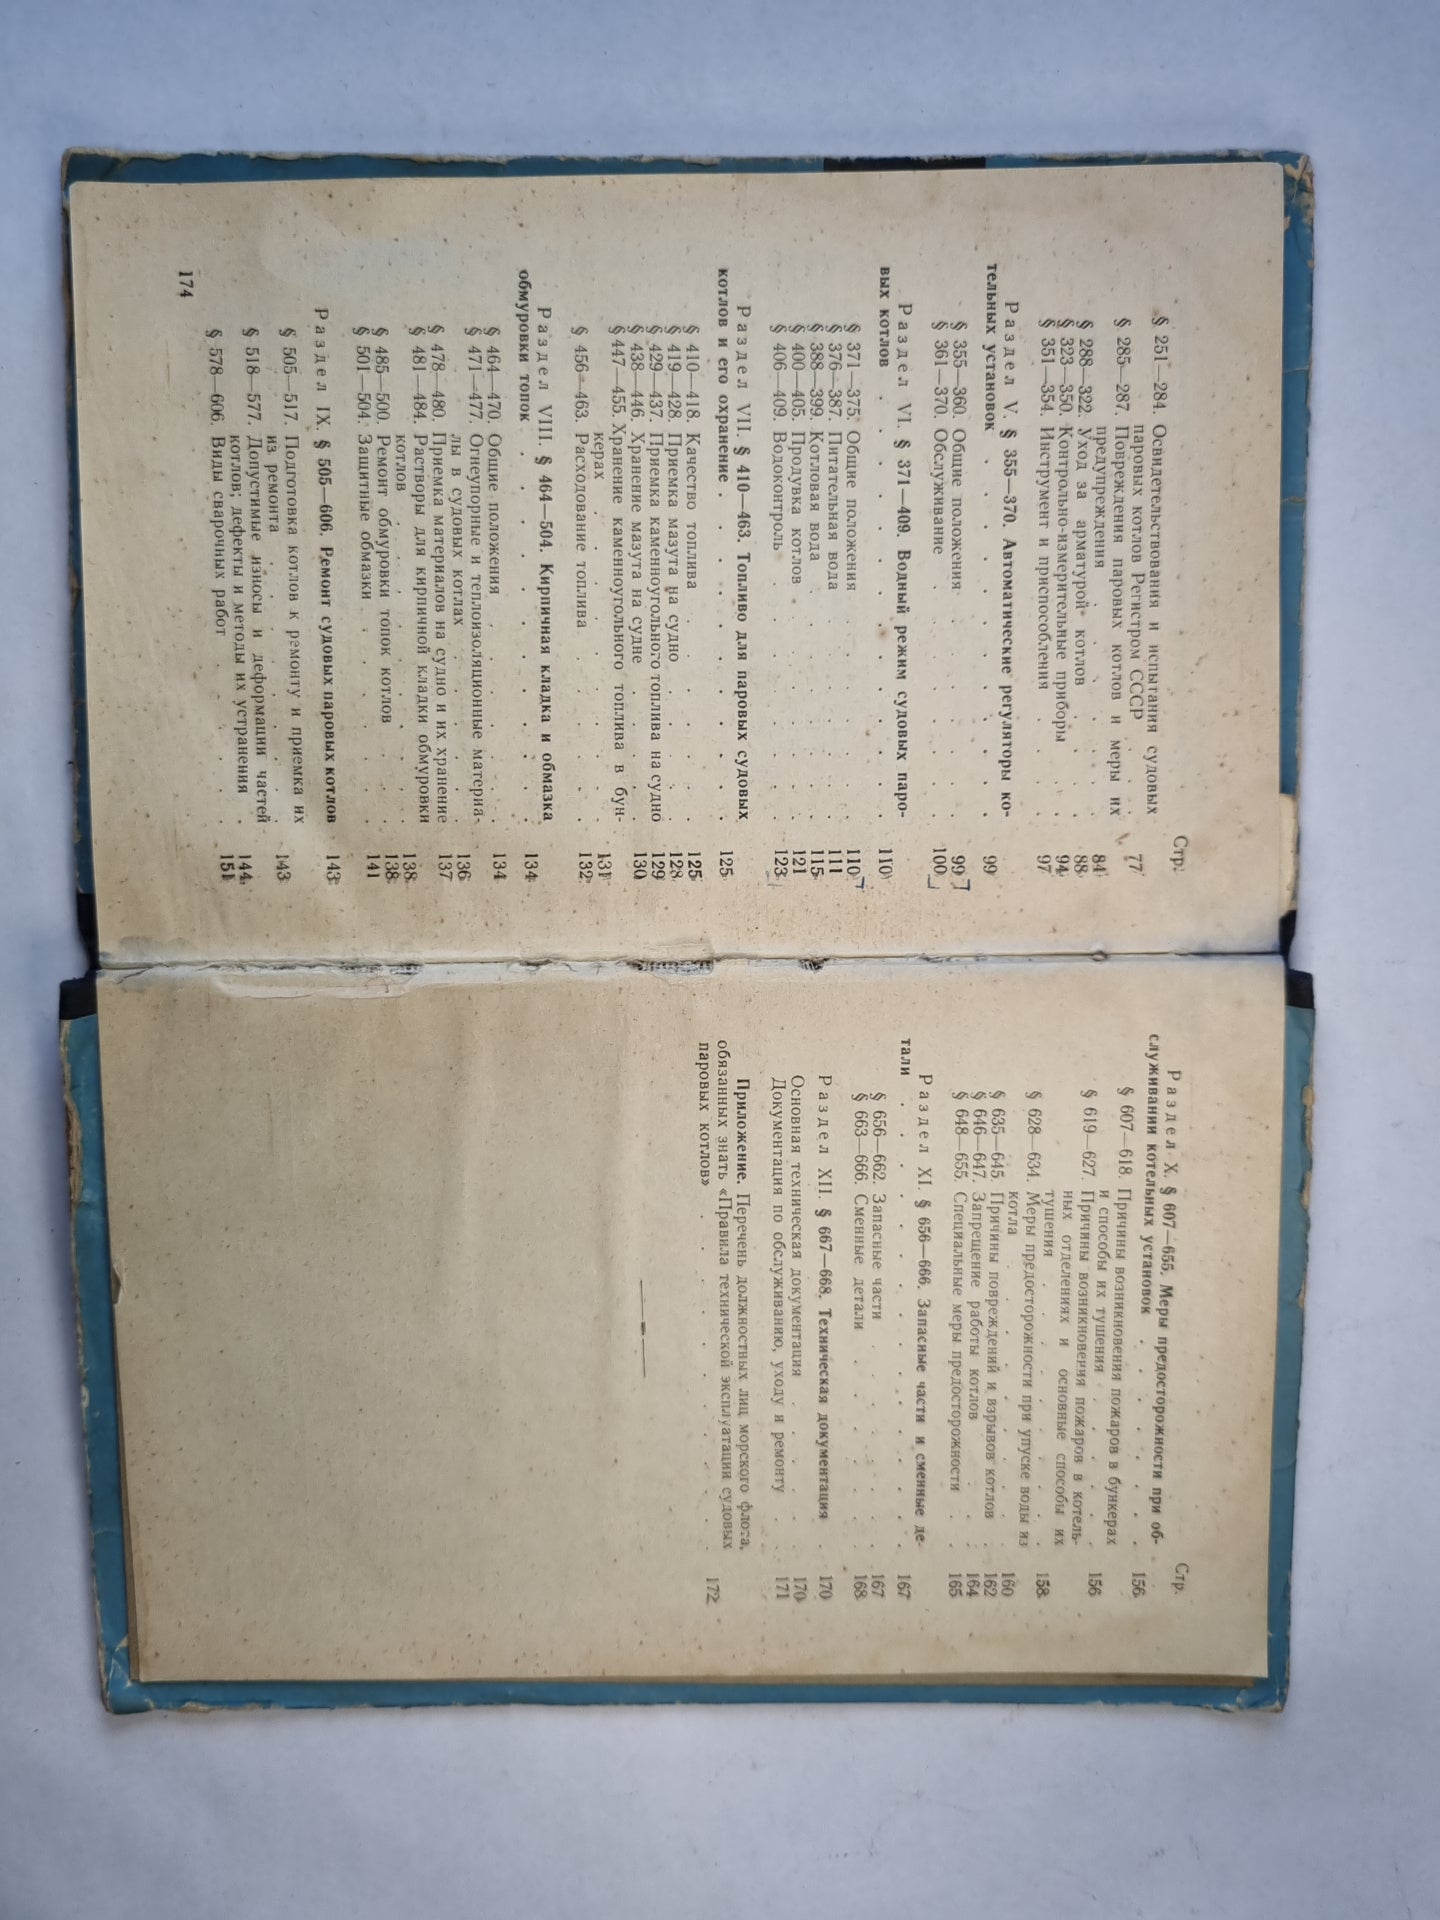 Стр.
§ 251—284. Освидетельствования и испытания судовых
паровых котлов Регистром СССР . . . 77
§ 285—287. Повреждения паровых котлов и меры их
предупреждения . . . . . . 84
§ 288—322. Уход за арматурой котлов . . . 88
§ 323—350. Контрольно-измерительные приборы . 94
§ 351—354. Инструмент и приспособления . . . 97
Раздел V. § 355—370. Автоматические регуляторы ко-
тельных установок . . . . . . . . . 99
§ 355—360. Общие положения . . . . . . 99
§ 361—370. Обслуживание . . . . . . . 100
Раздел VI. § 371—409. Водный режим судовых паро-
вых котлов . . . . . . . . . . . 110
§ 371—375. Общие положения . . . . . . 110
§ 376—387. Питательная вода . . . . . . 111
§ 388—399. Котловая вода . . . . . . . 115
§ 400—405. Продувка котлов . . . . . . 121
§ 406—409. Водоконтроль . . . . . . . 123
Раздел VII. § 410—463. Топливо для паровых судовых
котлов и его охранение . . . . . . . . 125
§ 410—418. Качество топлива . . . . . . 125
§ 419—428. Приемка мазута на судно . . . . 128
§ 429—437. Приемка каменноугольного топлива на судно 129
§ 438—446. Хранение мазута на судне . . . . 130
§ 447—455. Хранение каменноугольного топлива в бун-
керах . . . . . . . . . 131
§ 456—463. Расходование топлива . . . . . 132
Раздел VIII. § 464—504. Кирпичная кладка и обмазка
обмуровки топок . . . . . . . . . . 134
§ 464—470. Общие положения . . . . . . 134
§ 471—477. Огнеупорные и теплоизоляционные материа-
лы в судовых котлах . . . . . 136
§ 478—480. Приемка материалов на судно и их хранение 137
§ 481—484. Растворы для кирпичной кладки обмуровки
котлов . . . . . . . . . 138
§ 485—500. Ремонт обмуровки топок котлов . . . 138
§ 501—504. Защитные обмазки . . . . . . 141
Раздел IX. § 505—606. Ремонт судовых паровых котлов 143
§ 505—517. Подготовка котлов к ремонту и приемка их
из ремонта . . . . . . . . 143
§ 518—577. Допустимые износы и деформации частей
котлов; дефекты и методы их устранения . 144
§ 578—606. Виды сварочных работ . . . . . 151
174
Стр.
Раздел X. § 607—655. Меры предосторожности при об-
служивании котельных установок . . . . . . 156
§ 607—618. Причины возникновения пожаров в бункерах
и способы их тушения . . . . . 156
§ 619—627. Причины возникновения пожаров в котель-
ных отделениях и основные способы их
тушения . . . . . . . . . 158
§ 628—634. Меры предосторожности при упуске воды из
котла . . . . . . . . . 160
§ 635—645. Причины повреждений и взрывов котлов . 162
§ 646—647. Запрещение работы котлов . . . . 164
§ 648—655. Специальные меры предосторожности . . 165
Раздел XI. § 656—666. Запасные части и сменные де-
тали . . . . . . . . . . . . . 167
§ 656—662. Запасные части . . . . . . 167
§ 663—666. Сменные детали . . . . . . 168
Раздел XII. § 667—668. Техническая документация . 170
Основная техническая документация . . . . . 170
Документация по обслуживанию, уходу и ремонту . . 171
Приложение. Перечень должностных лиц морского флота,
обязанных знать «Правила технической эксплуатации судовых
паровых котлов» . . . . . . . . . . 172